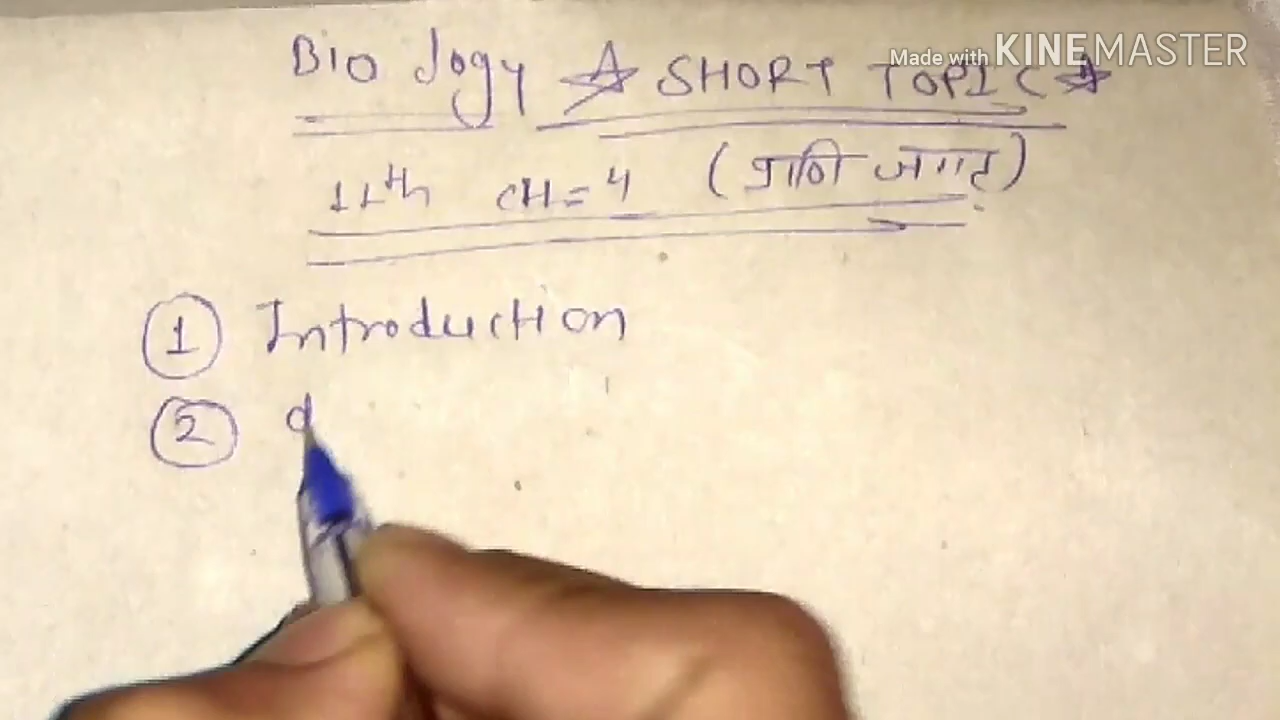 Biology ☆ SHORT TOPIC ☆
Made with KINEMASTER
11th CH = 4 (प्राणि जगत)
① Introduction
② d